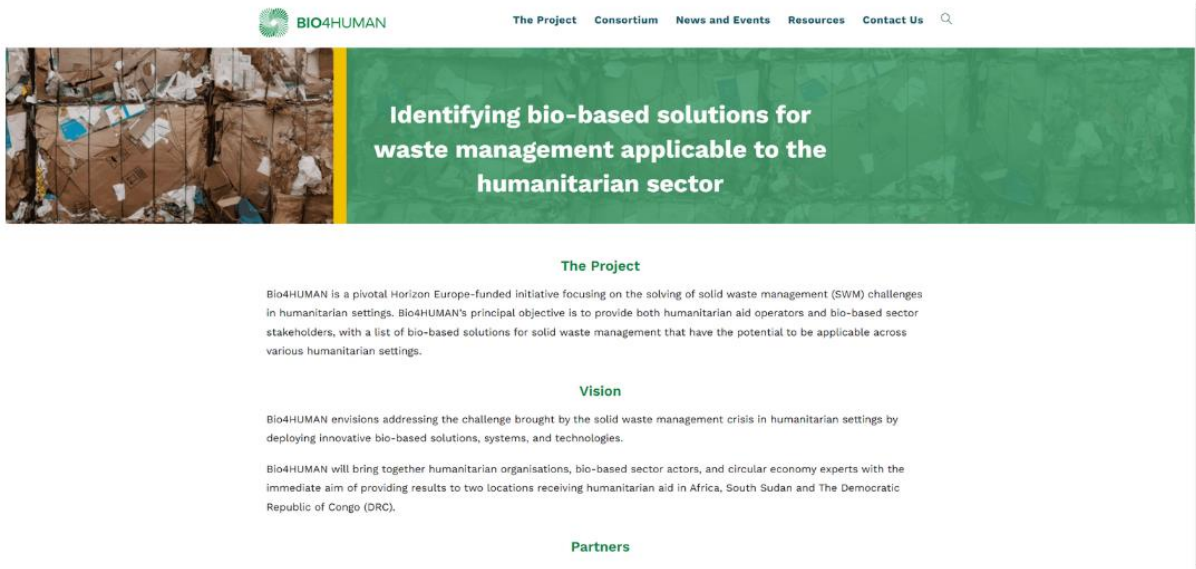 BIO4HUMAN
The Project Consortium News and Events Resources Contact Us
Identifying bio-based solutions for
waste management applicable to the
humanitarian sector
The Project
Bio4HUMAN is a pivotal Horizon Europe-funded initiative focusing on the solving of solid waste management (SWM) challenges
in humanitarian settings. Bio4HUMAN's principal objective is to provide both humanitarian aid operators and bio-based sector
stakeholders, with a list of bio-based solutions for solid waste management that have the potential to be applicable across
various humanitarian settings.
Vision
Bio4HUMAN envisions addressing the challenge brought by the solid waste management crisis in humanitarian settings by
deploying innovative bio-based solutions, systems, and technologies.
Bio4HUMAN will bring together humanitarian organisations, bio-based sector actors, and circular economy experts with the
immediate aim of providing results to two locations receiving humanitarian aid in Africa, South Sudan and The Democratic
Republic of Congo (DRC).
Partners